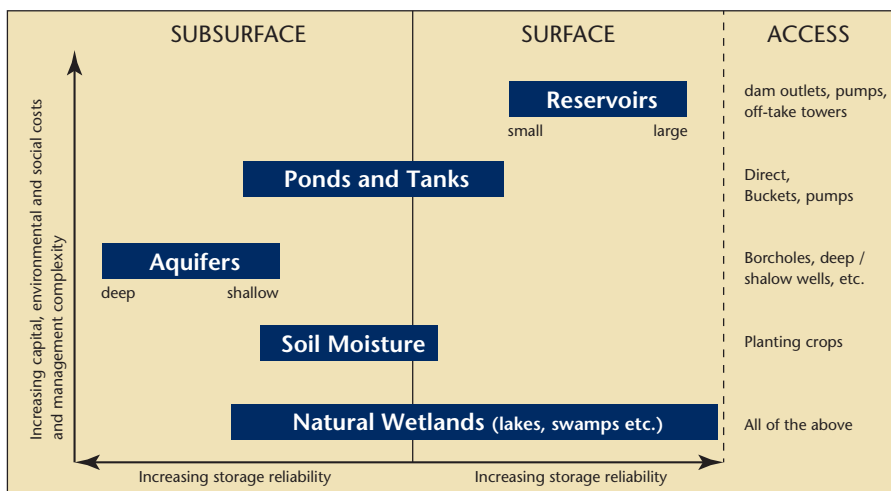 SUBSURFACE
SURFACE
ACCESS
Increasing capital, environmental and social costs
and management complexity
Reservoirs
small
large
dam outlets, pumps,
off-take towers
Ponds and Tanks
Direct,
Buckets, pumps
Aquifers
deep
shallow
Borcholes, deep /
shalow wells, etc.
Soil Moisture
Planting crops
Natural Wetlands (lakes, swamps etc.)
All of the above
Increasing storage reliability
Increasing storage reliability